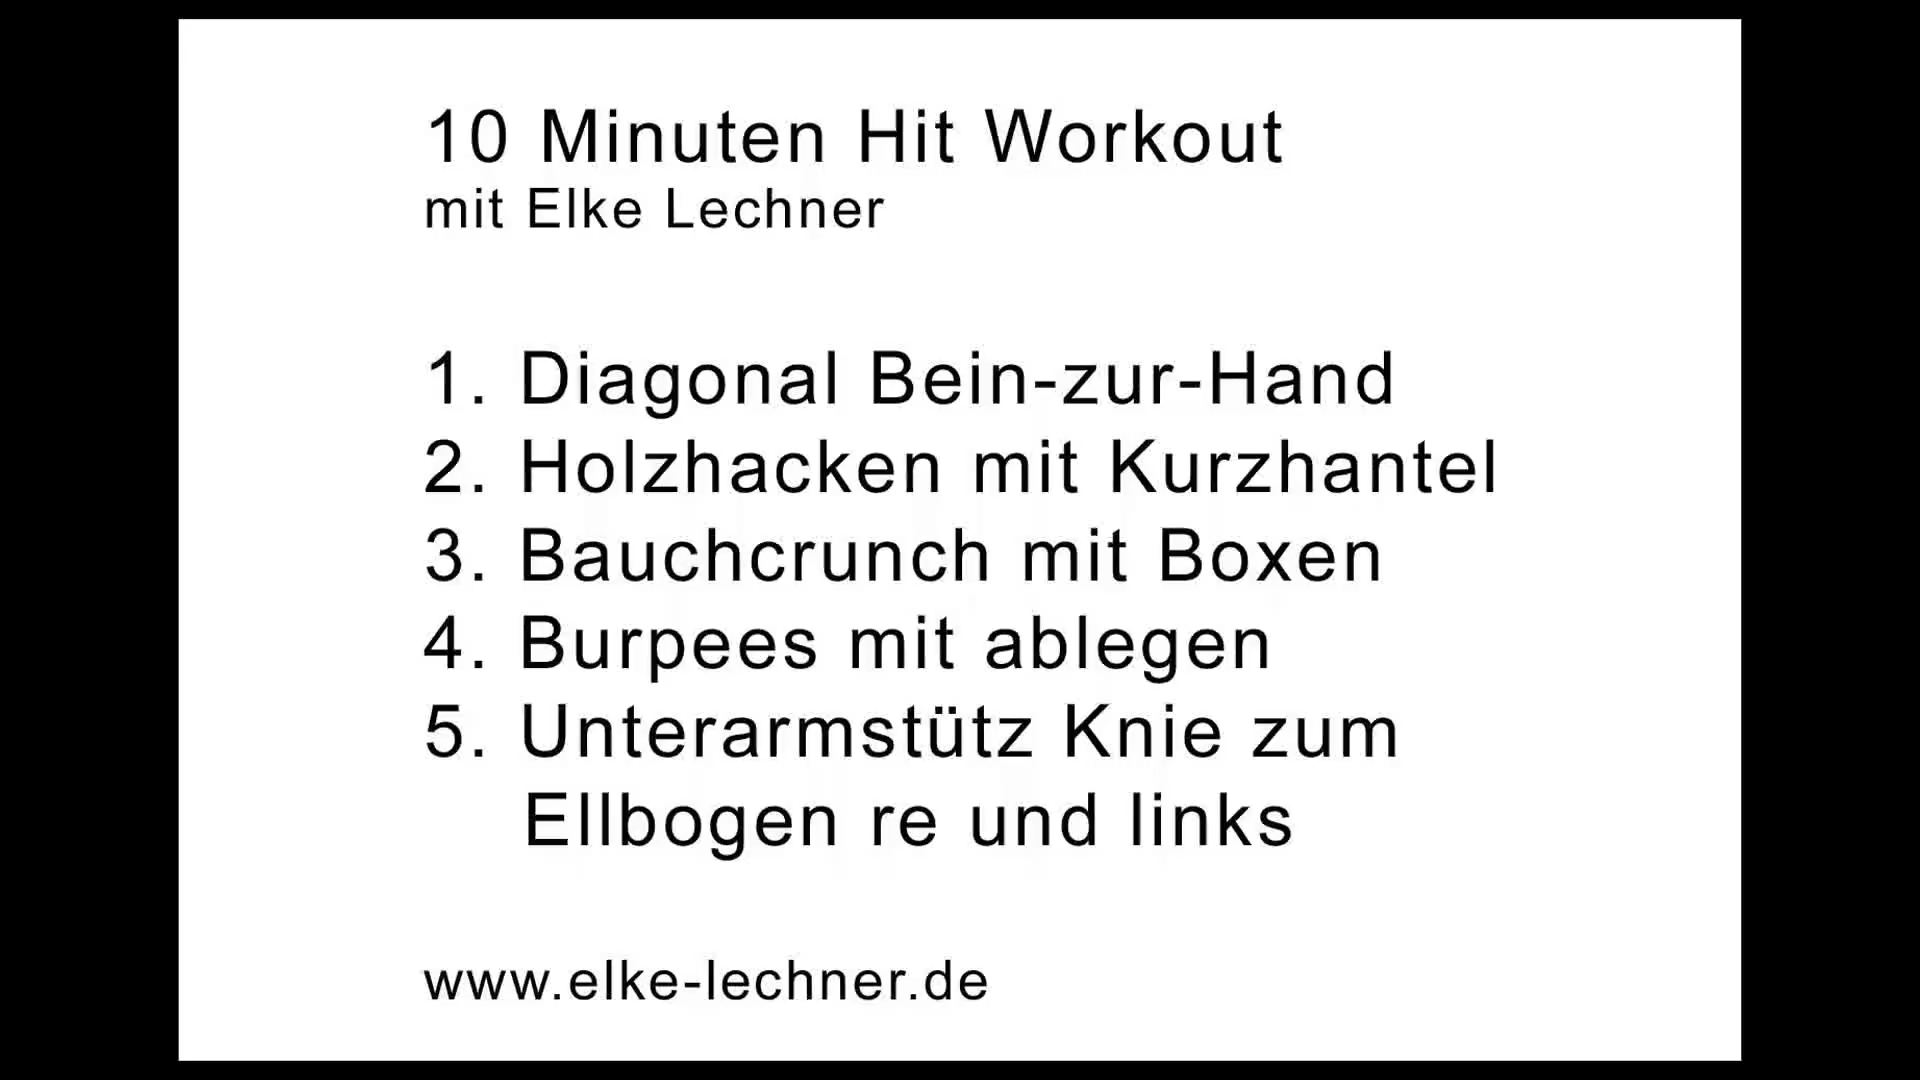 10 Minuten Hit Workout
mit Elke Lechner
1. Diagonal Bein-zur-Hand
2. Holzhacken mit Kurzhantel
3. Bauchcrunch mit Boxen
4. Burpees mit ablegen
5. Unterarmstütz Knie zum
Ellbogen re und links
www.elke-lechner.de